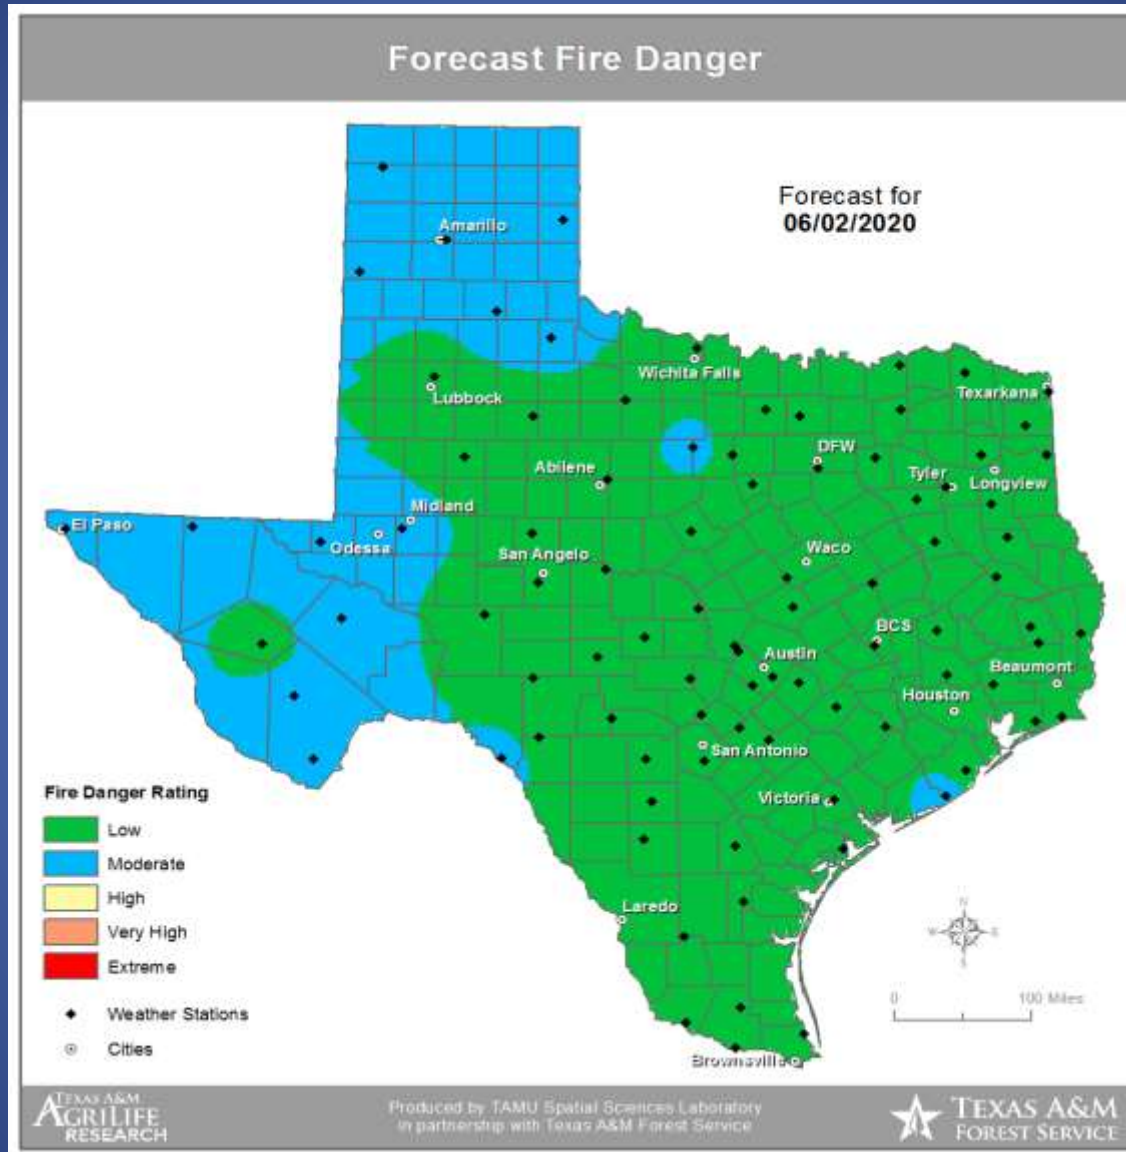 Forecast Fire Danger
Forecast for
06/02/2020
Amarillo
Wichita Falls
Texarkana
Lubbock
DFW
Abilene
Tyler
Longview
Midland
El Paso
Odessa
Waco
San Angelo
BCS
Austin
Beaumont
Houston
San Antonio
Victoria
Laredo
Brownsville
Fire Danger Rating
Low
Moderate
High
Very High
Extreme
Weather Stations
Cities
N
W
E
S
0
100 Miles
TEXAS A&M
AGRILIFE
RESEARCH
Produced by TAMU Spatial Sciences Laboratory
in partnership with Texas A&M Forest Service
TEXAS A&M
FOREST SERVICE